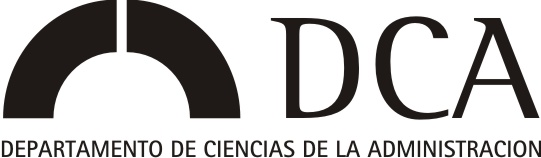 DCA
DEPARTAMENTO DE CIENCIAS DE LA ADMINISTRACION